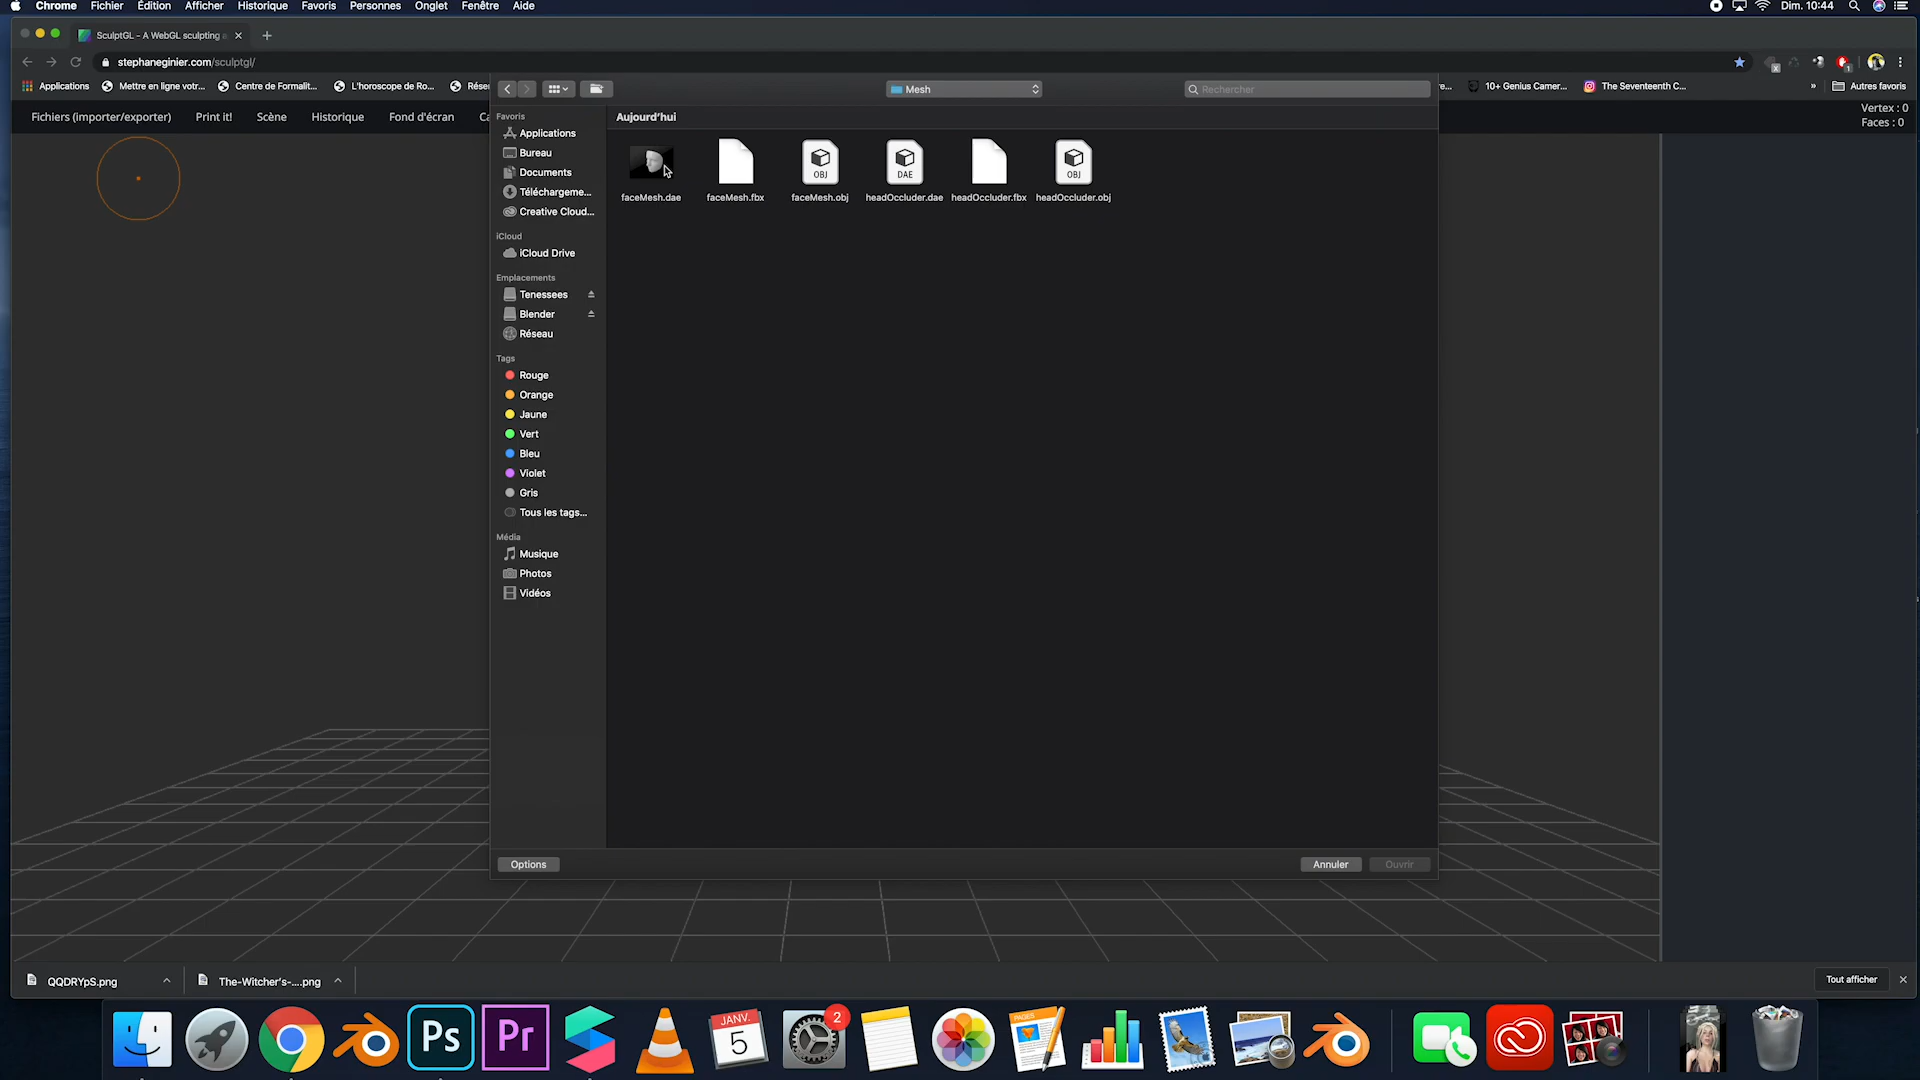 Chrome Fichier Édition Afficher Historique Favoris Personnes Onglet Fenêtre Aide Dim. 10:44
SculptGL - A WebGL sculpting a
stephaneginier.com/sculptgl/
Applications Mettre en ligne votr... Centre de Formalit... L'horoscope de Ro... Rése 10+ Genius Camer... The Seventeenth C... » Autres favoris
Fichiers (importer/exporter) Print it! Scène Historique Fond d'écran Ca
Vertex : 0
Faces : 0
Mesh
Rechercher
Favoris
Applications
Bureau
Documents
Téléchargeme...
Creative Cloud...
iCloud
iCloud Drive
Emplacements
Tenessees
Blender
Réseau
Tags
Rouge
Orange
Jaune
Vert
Bleu
Violet
Gris
Tous les tags...
Média
Musique
Photos
Vidéos
Aujourd'hui
OBJ DAE OBJ
faceMesh.dae faceMesh.fbx faceMesh.obj headOccluder.dae headOccluder.fbx headOccluder.obj
Options Annuler Ouvrir
QQDRYpS.png The-Witcher's-....png Tout afficher
Ps Pr JANV. 5 2 PAGES